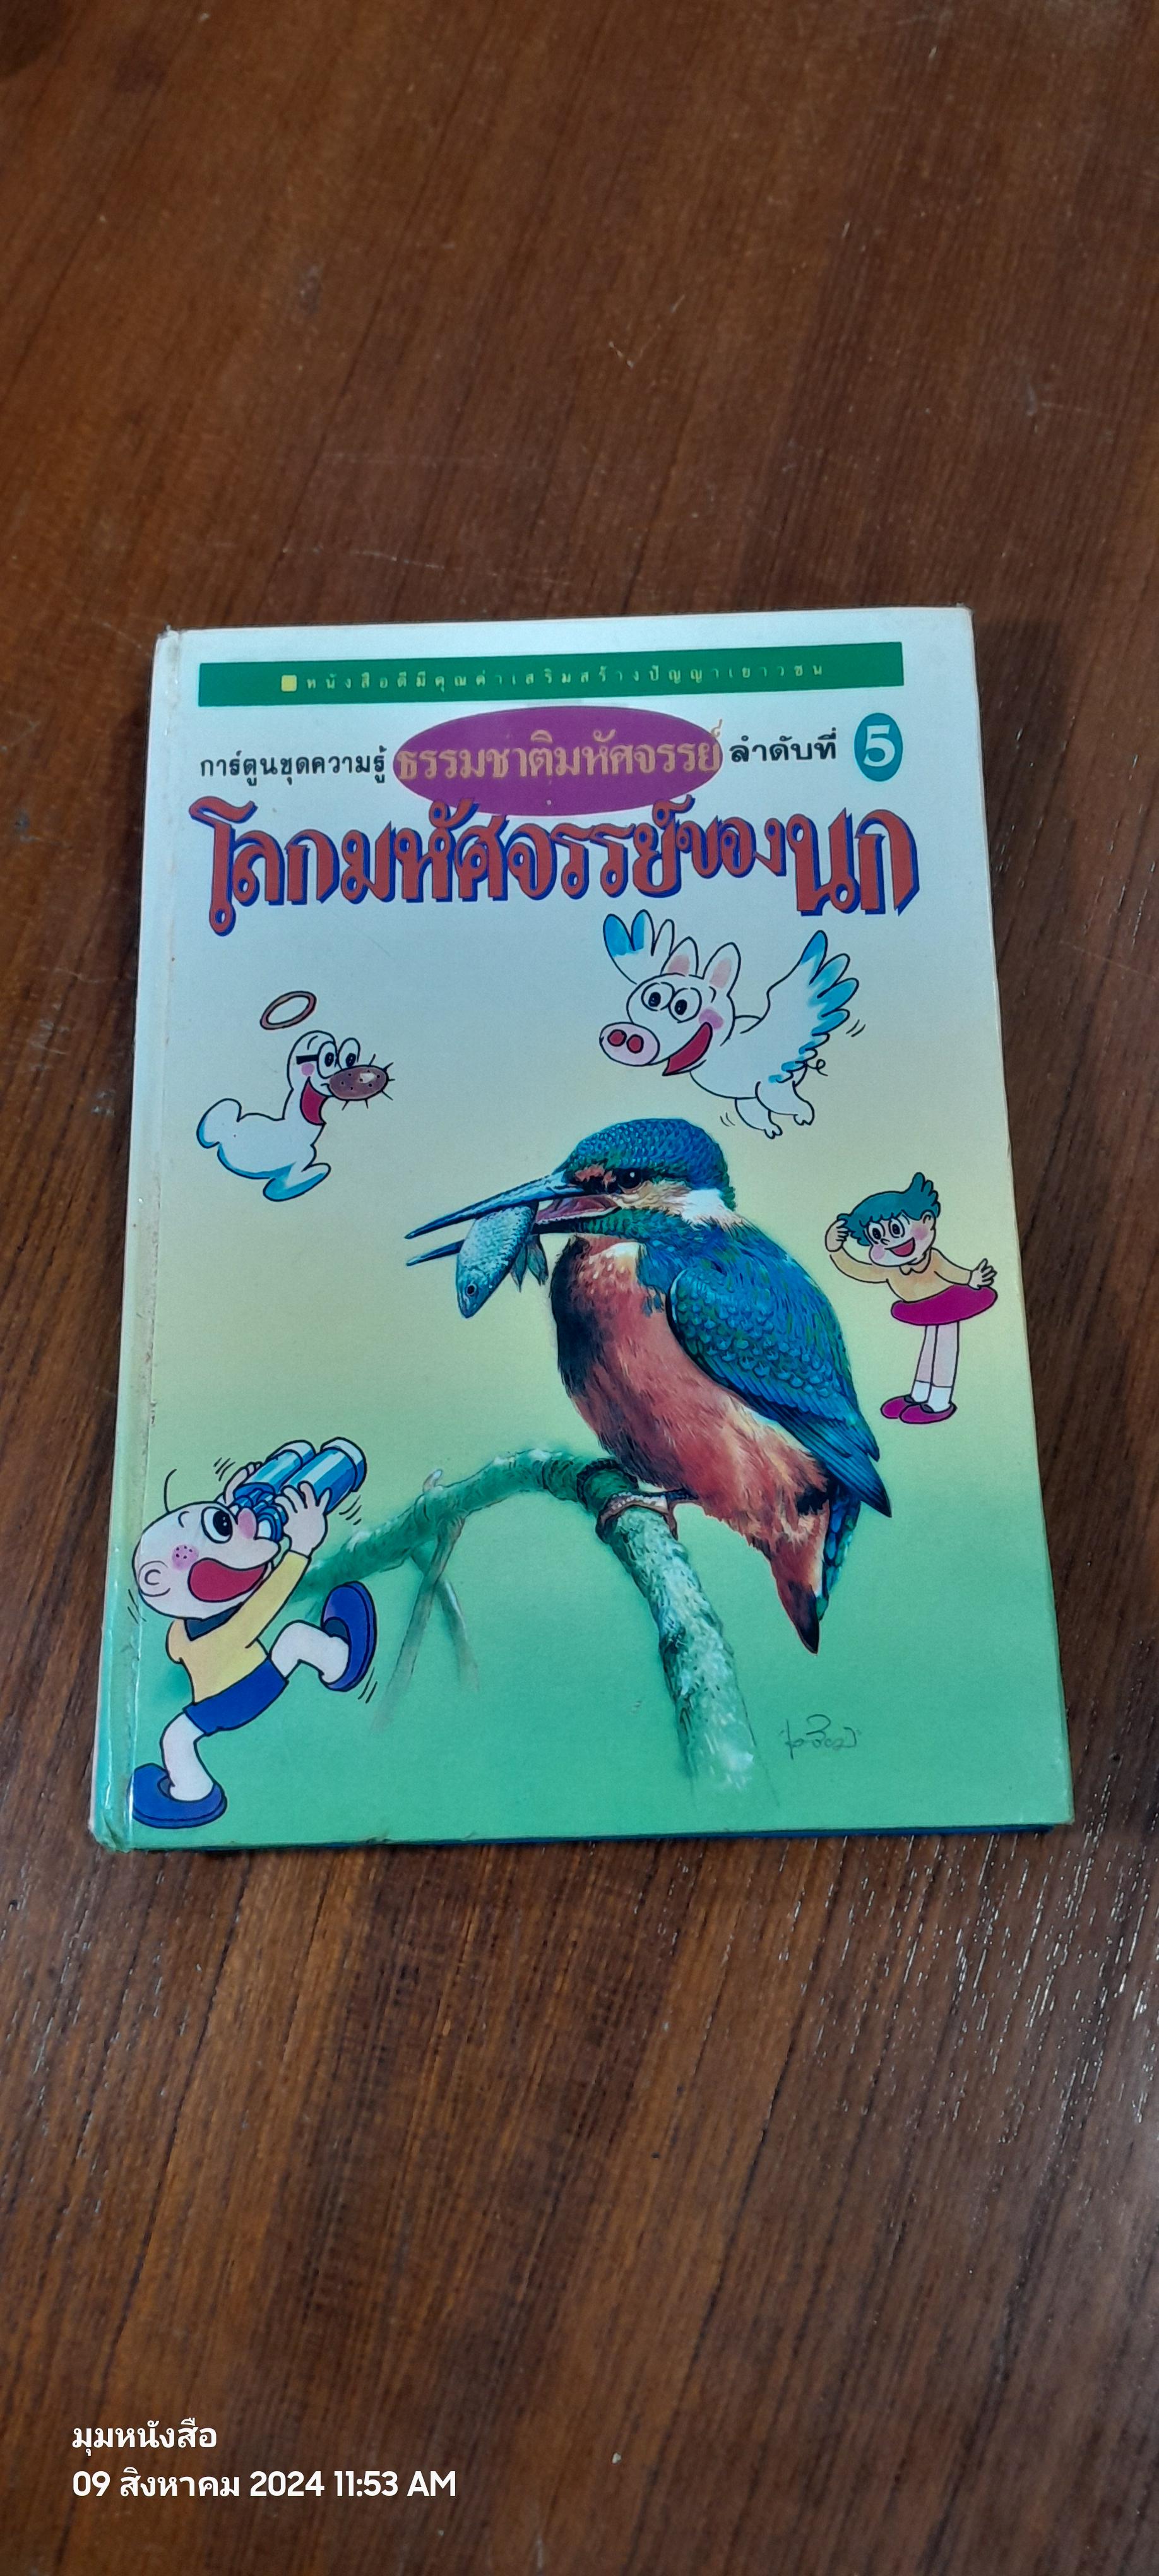 หนังสือดีมีคุณค่าเสริมสร้างปัญญาเยาวชน
การ์ตูนชุดความรู้ ธรรมชาติมหัศจรรย์ ลำดับที่ 5
โลกมหัศจรรย์ของนก
มุมหนังสือ
09 สิงหาคม 2024 11:53 AM